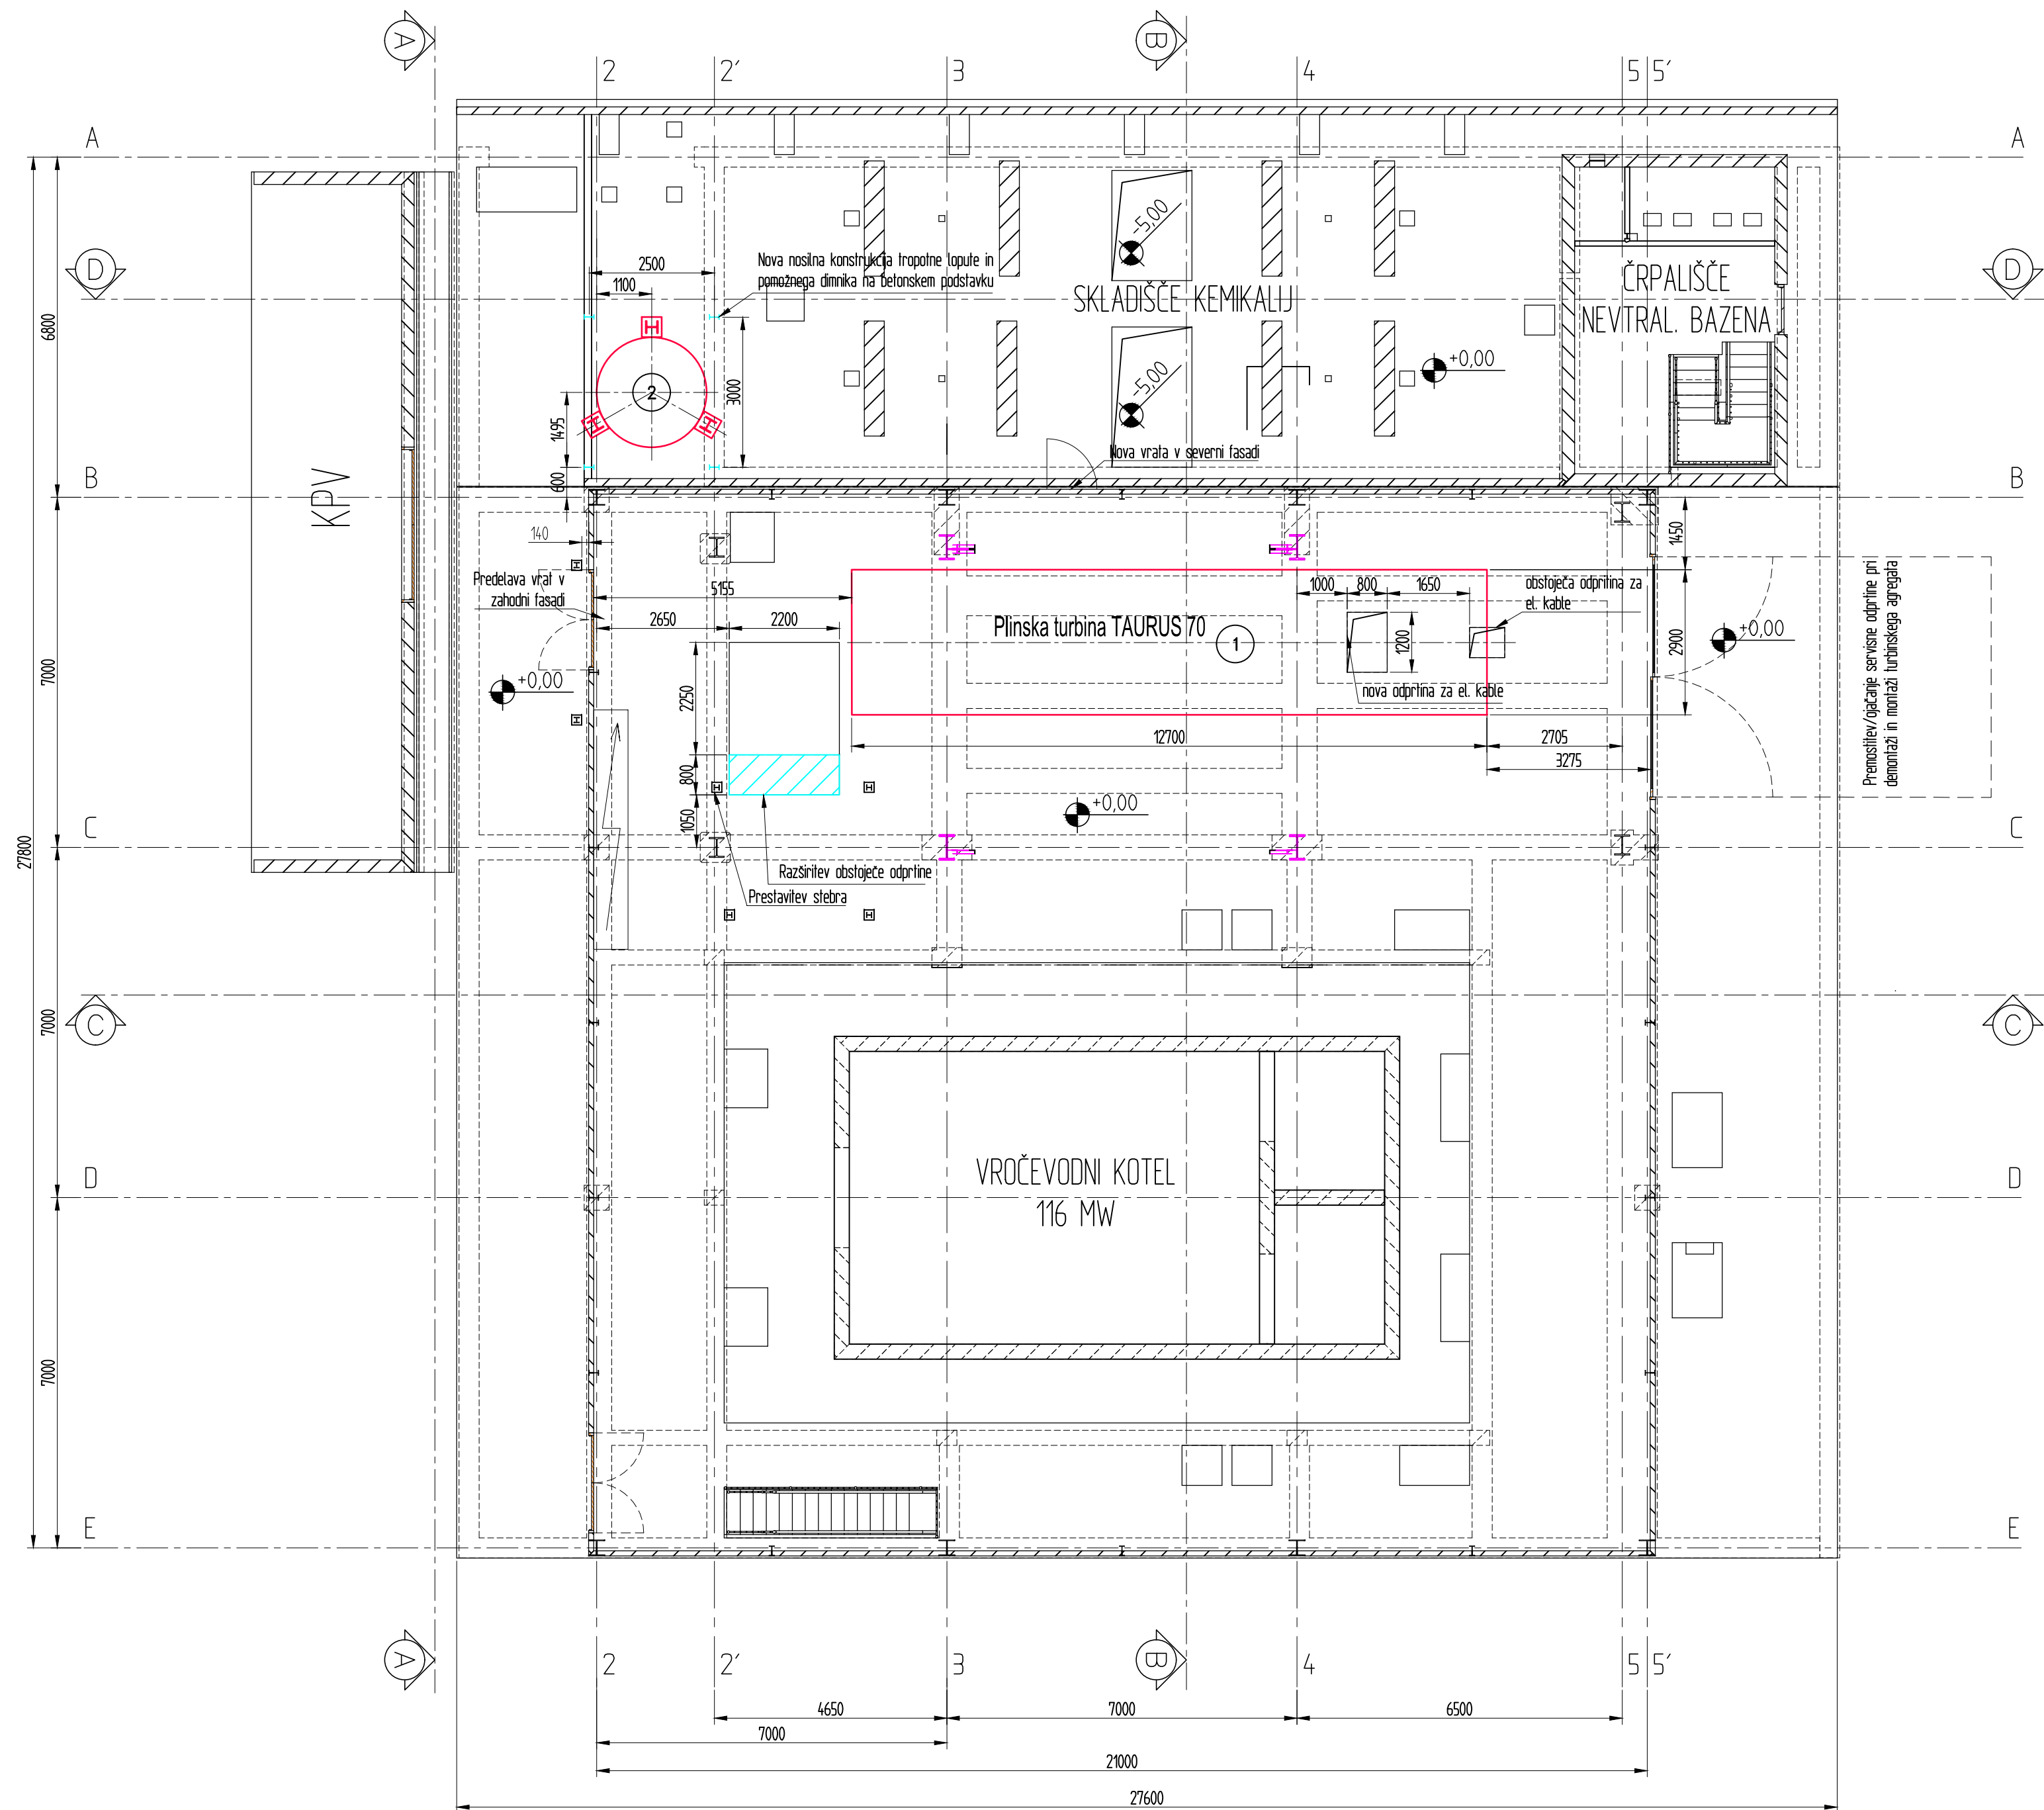 A
B
2
2′
3
4
5
5′
A
A
D
D
2500
1100
Nova nosilna konstrukcija tropotne lopute in
pomožnega dimnika na betonskem podstavku
-5,00
SKLADIŠČE KEMIKALIJ
ČRPALIŠČE
NEVTRAL. BAZENA
6800
+0,00
-5,00
2
3000
1495
600
Nova vrata v severni fasadi
KPV
B
B
140
1450
Predelava vrat v
zahodni fasadi
5155
2650
2200
1000
800
1650
obstoječa odprtina za
el. kable
Plinska turbina TAURUS 70
1
1200
2900
+0,00
Premostitev/ojačanje servisne odprtine pri
demontaži in montaži turbinskega agregata
7000
+0,00
2250
nova odprtina za el. kable
12700
2705
3275
800
1050
+0,00
C
C
27800
Razširitev obstoječe odprtine
Prestavitev stebra
7000
C
C
VROČEVODNI KOTEL
116 MW
D
D
7000
E
E
A
B
2
2′
3
4
5
5′
4650
7000
6500
7000
21000
27600